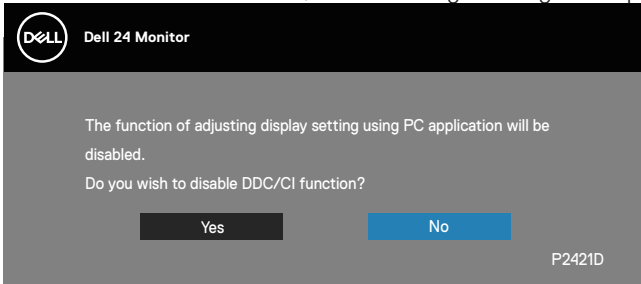 DELL Dell 24 Monitor
The function of adjusting display setting using PC application will be
disabled.
Do you wish to disable DDC/CI function?
Yes No
P2421D